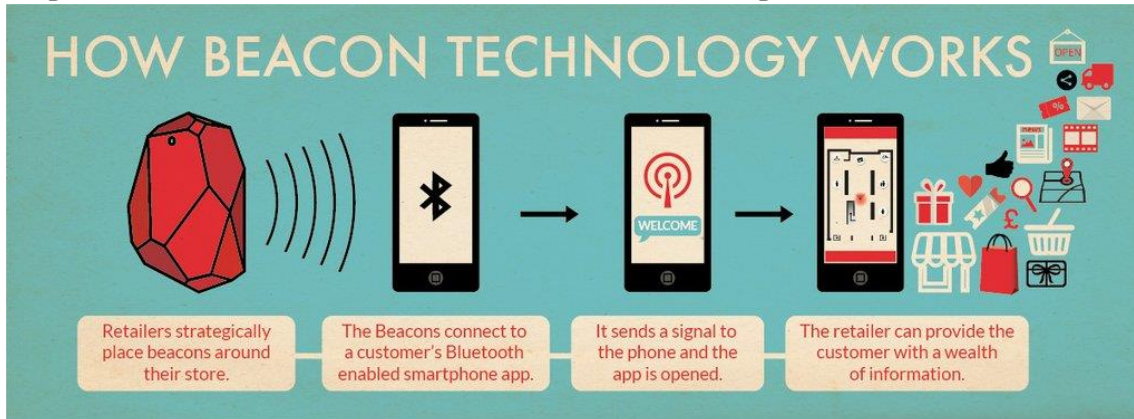 HOW BEACON TECHNOLOGY WORKS
OPEN
NEWS
WELCOME
£
Retailers strategically
place beacons around
their store.
The Beacons connect to
a customer's Bluetooth
enabled smartphone app.
It sends a signal to
the phone and the
app is opened.
The retailer can provide the
customer with a wealth
of information.